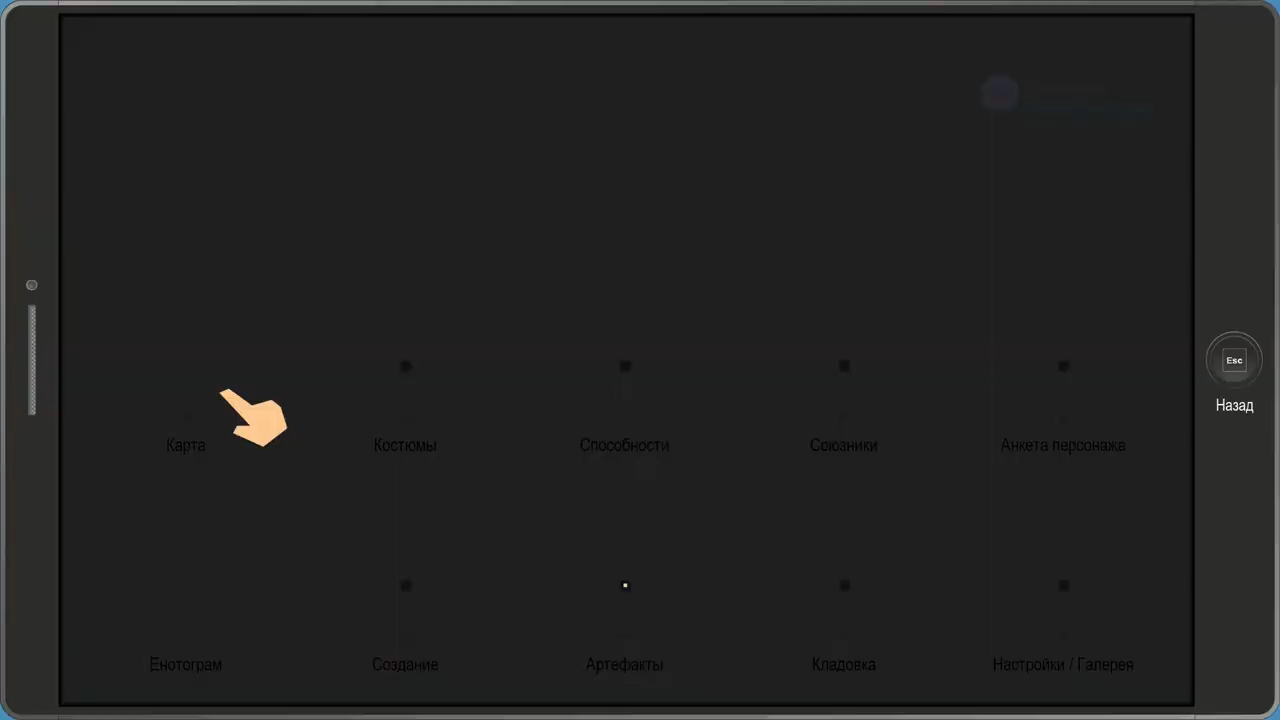 Esc
Назад
Карта
Костюмы
Способности
Союзники
Анкета персонажа
Енотограм
Создание
Артефакты
Кладовка
Настройки / Галерея